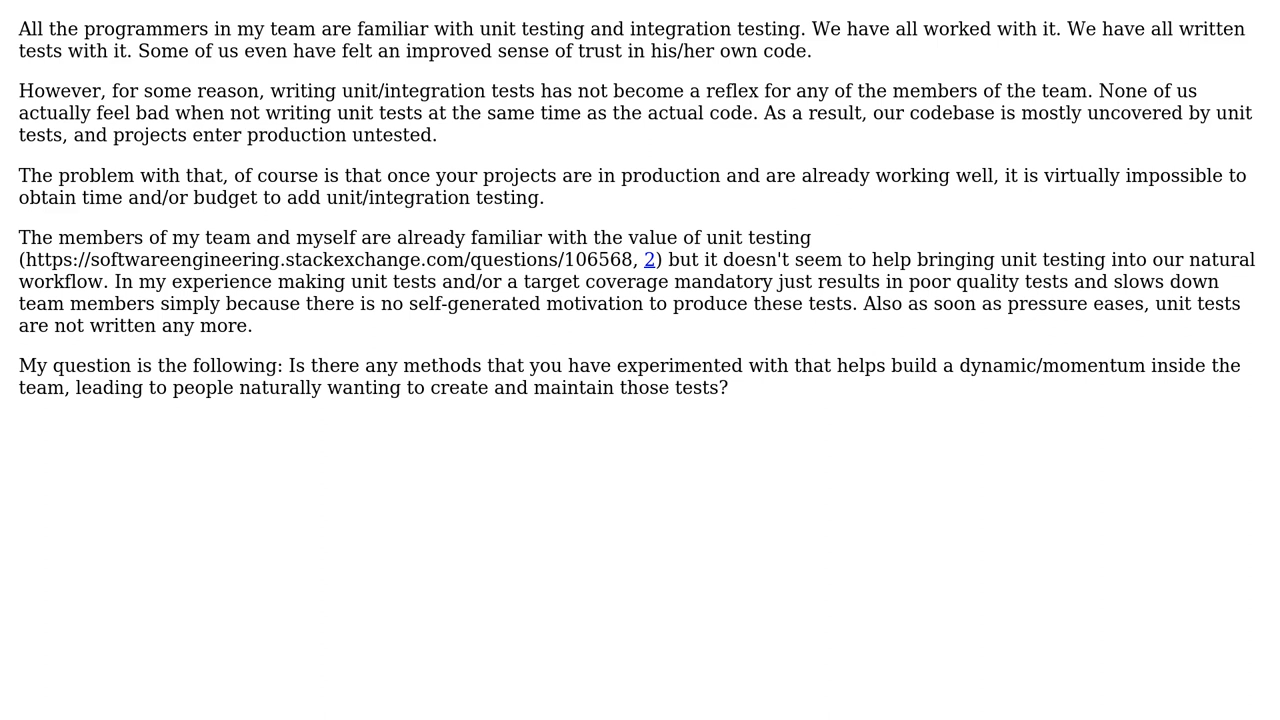 All the programmers in my team are familiar with unit testing and integration testing. We have all worked with it. We have all written
tests with it. Some of us even have felt an improved sense of trust in his/her own code.
However, for some reason, writing unit/integration tests has not become a reflex for any of the members of the team. None of us
actually feel bad when not writing unit tests at the same time as the actual code. As a result, our codebase is mostly uncovered by unit
tests, and projects enter production untested.
The problem with that, of course is that once your projects are in production and are already working well, it is virtually impossible to
obtain time and/or budget to add unit/integration testing.
The members of my team and myself are already familiar with the value of unit testing
(https://softwareengineering.stackexchange.com/questions/106568, 2) but it doesn't seem to help bringing unit testing into our natural
workflow. In my experience making unit tests and/or a target coverage mandatory just results in poor quality tests and slows down
team members simply because there is no self-generated motivation to produce these tests. Also as soon as pressure eases, unit tests
are not written any more.
My question is the following: Is there any methods that you have experimented with that helps build a dynamic/momentum inside the
team, leading to people naturally wanting to create and maintain those tests?